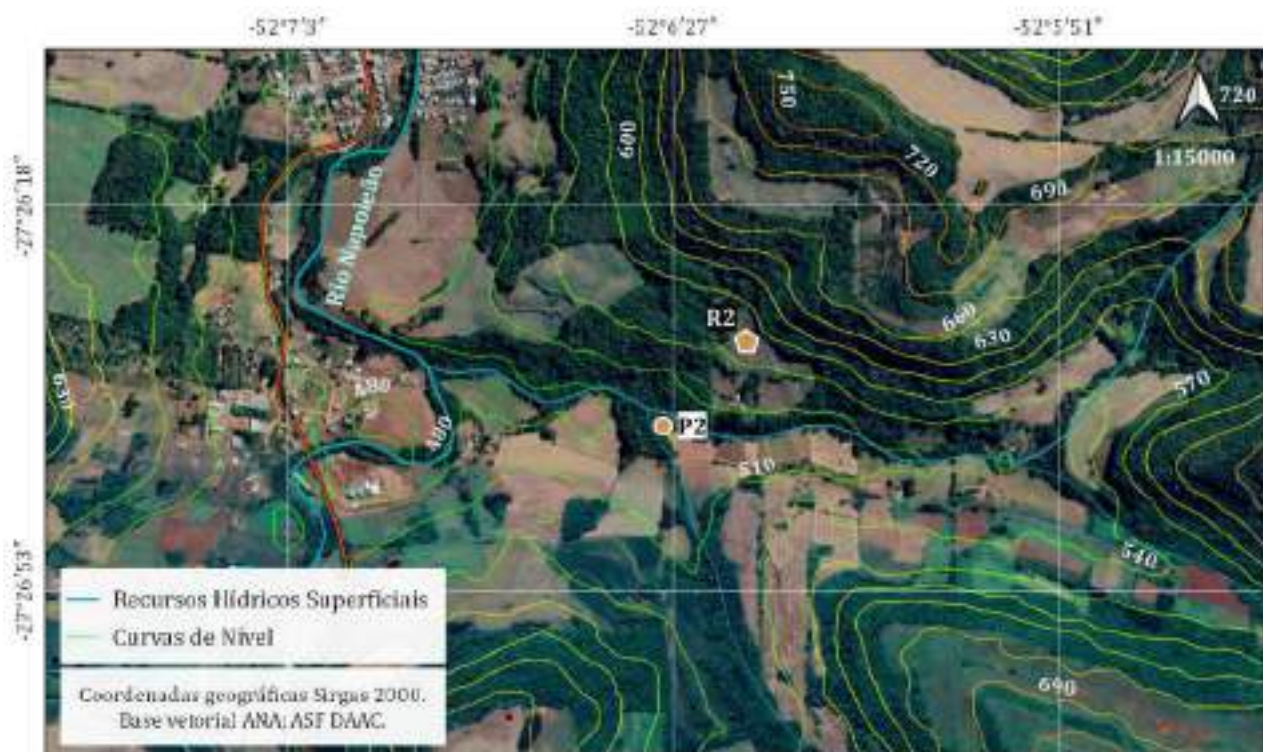 -52°7′3″
-52°6′27″
-52°5′51″
-27°26′18″
-27°26′53″
720
1:15000
750
600
720
690
Rio Napoleão
R2
660
630
570
480
480
P2
510
540
630
690
Recursos Hídricos Superficiais
Curvas de Nível
Coordenadas geográficas Sirgas 2000.
Base vetorial ANA; ASF DAAC.